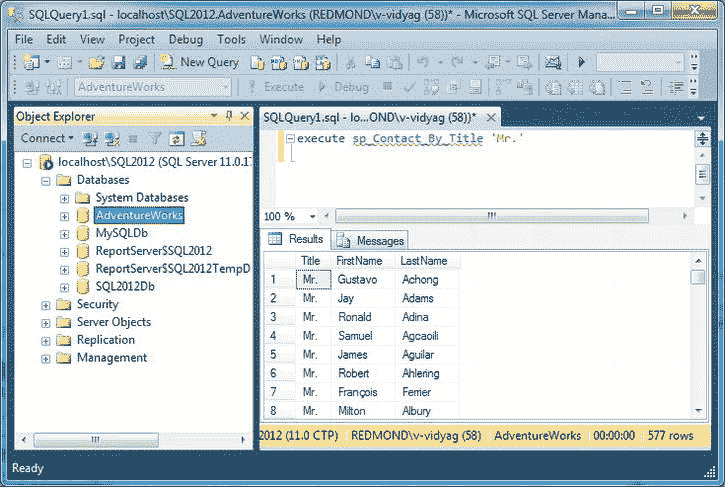 SQLQuery1.sql - localhost\SQL2012.AdventureWorks (REDMOND\v-vidyag (58))* - Microsoft SQL Server Mana...
File Edit View Project Debug Tools Window Help
New Query
AdventureWorks Execute Debug
Object Explorer
Connect
localhost\SQL2012 (SQL Server 11.0.17
Databases
System Databases
AdventureWorks
MySQLDb
ReportServer$SQL2012
ReportServer$SQL2012TempD
SQL2012Db
Security
Server Objects
Replication
Management
SQLQuery1.sql - lo...OND\v-vidyag (58))*
execute sp_Contact_By_Title 'Mr.'
100 %
Results Messages
Title FirstName LastName
1 Mr. Gustavo Achong
2 Mr. Jay Adams
3 Mr. Ronald Adina
4 Mr. Samuel Agcaoili
5 Mr. James Aguilar
6 Mr. Robert Ahlering
7 Mr. François Ferrier
8 Mr. Milton Albury
2012 (11.0 CTP) REDMOND\v-vidyag (58) AdventureWorks 00:00:00 577 rows
Ready